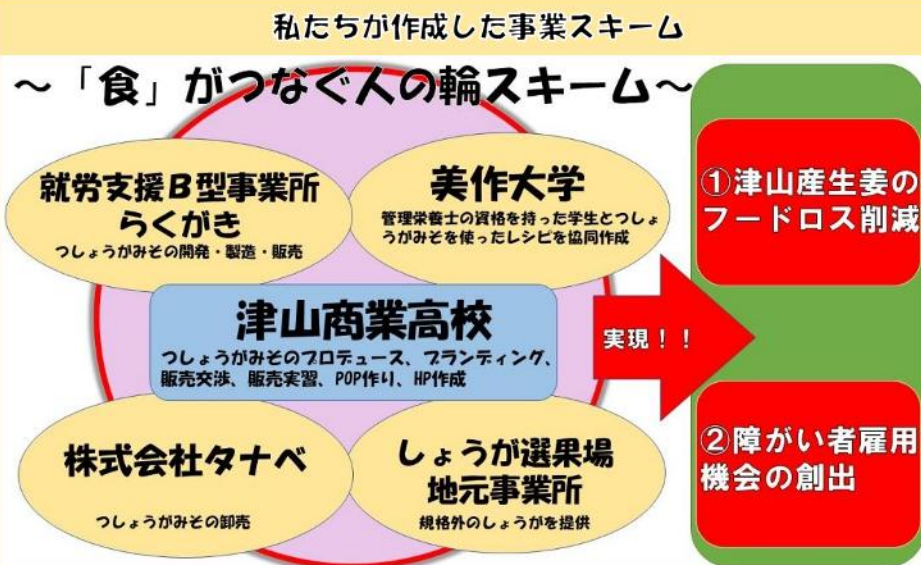 私たちが作成した事業スキーム
～「食」がつなぐ人の輪スキーム～
就労支援B型事業所
らくがき
つしょうがみその開発・製造・販売
美作大学
管理栄養士の資格を持った学生とつしょ
うがみそを使ったレシピを協同作成
津山商業高校
つしょうがみそのプロデュース、ブランディング、
販売交渉、販売実習、POP作り、HP作成
株式会社タナベ
つしょうがみその卸売
しょうが選果場
地元事業所
規格外のしょうがを提供
実現！！
①津山産生姜の
フードロス削減
②障がい者雇用
機会の創出